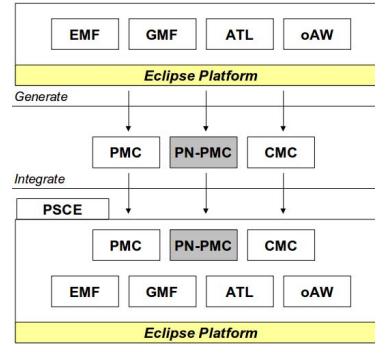 EMF GMF ATL oAW
Eclipse Platform
Generate
PMC PN-PMC CMC
Integrate
PSCE
PMC PN-PMC CMC
EMF GMF ATL oAW
Eclipse Platform